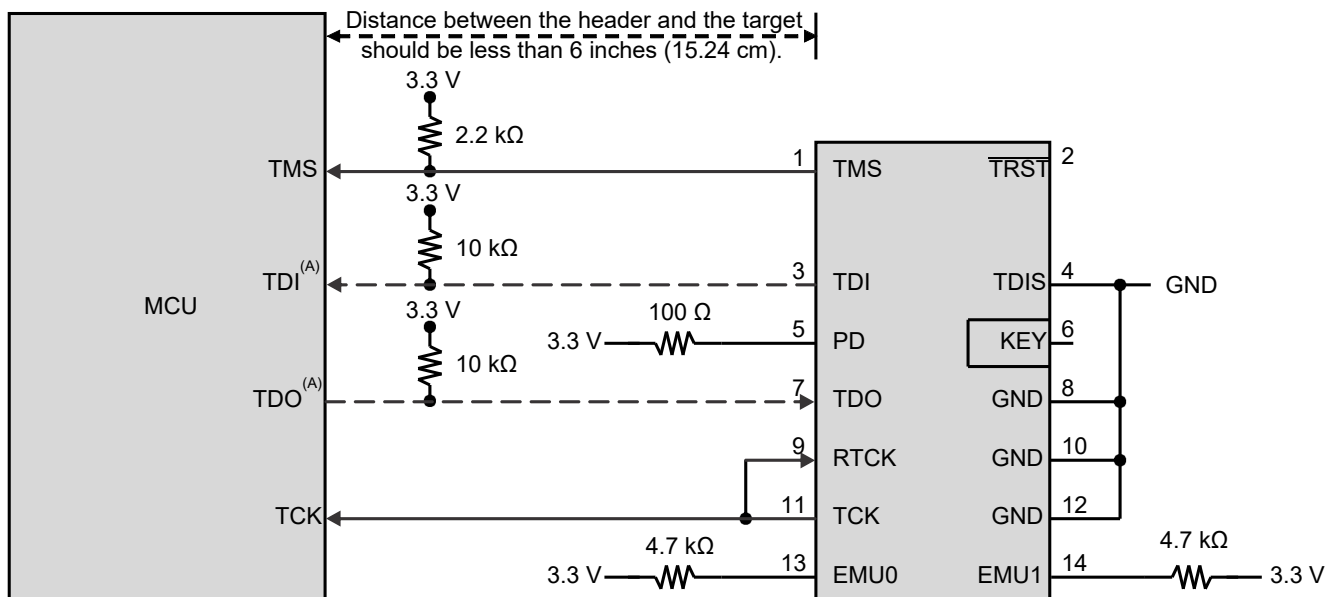 Distance between the header and the target
should be less than 6 inches (15.24 cm).
3.3 V
2.2 kΩ
TMS
1
TMS
TRST
2
3.3 V
10 kΩ
TDI(A)
3
TDI
TDIS
4
GND
MCU
3.3 V
100 Ω
3.3 V
5
PD
KEY
6
10 kΩ
TDO(A)
7
TDO
GND
8
9
RTCK
GND
10
TCK
11
TCK
GND
12
4.7 kΩ
3.3 V
13
EMU0
EMU1
14
4.7 kΩ
3.3 V